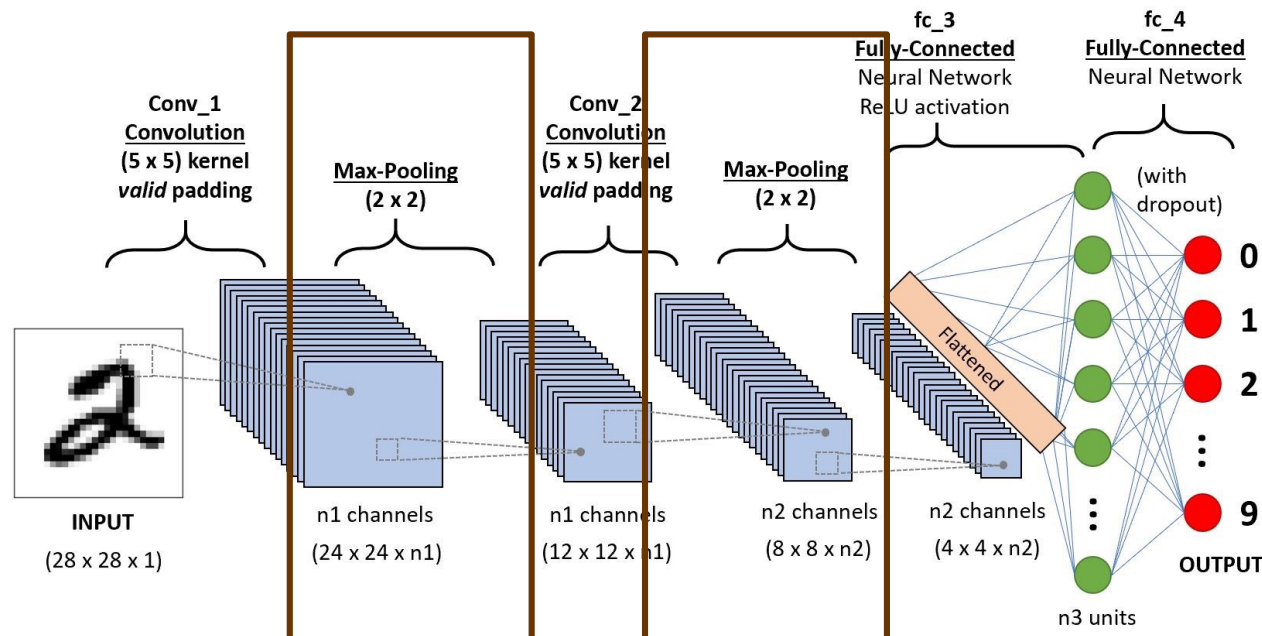 Conv_1
Convolution
(5 x 5) kernel
valid padding
Max-Pooling
(2 x 2)
Conv_2
Convolution
(5 x 5) kernel
valid padding
Max-Pooling
(2 x 2)
fc_3
Fully-Connected
Neural Network
ReLU activation
fc_4
Fully-Connected
Neural Network
(with
dropout)
Flattened
0
1
2
9
2
INPUT
(28 x 28 x 1)
n1 channels
(24 x 24 x n1)
n1 channels
(12 x 12 x n1)
n2 channels
(8 x 8 x n2)
n2 channels
(4 x 4 x n2)
n3 units
OUTPUT